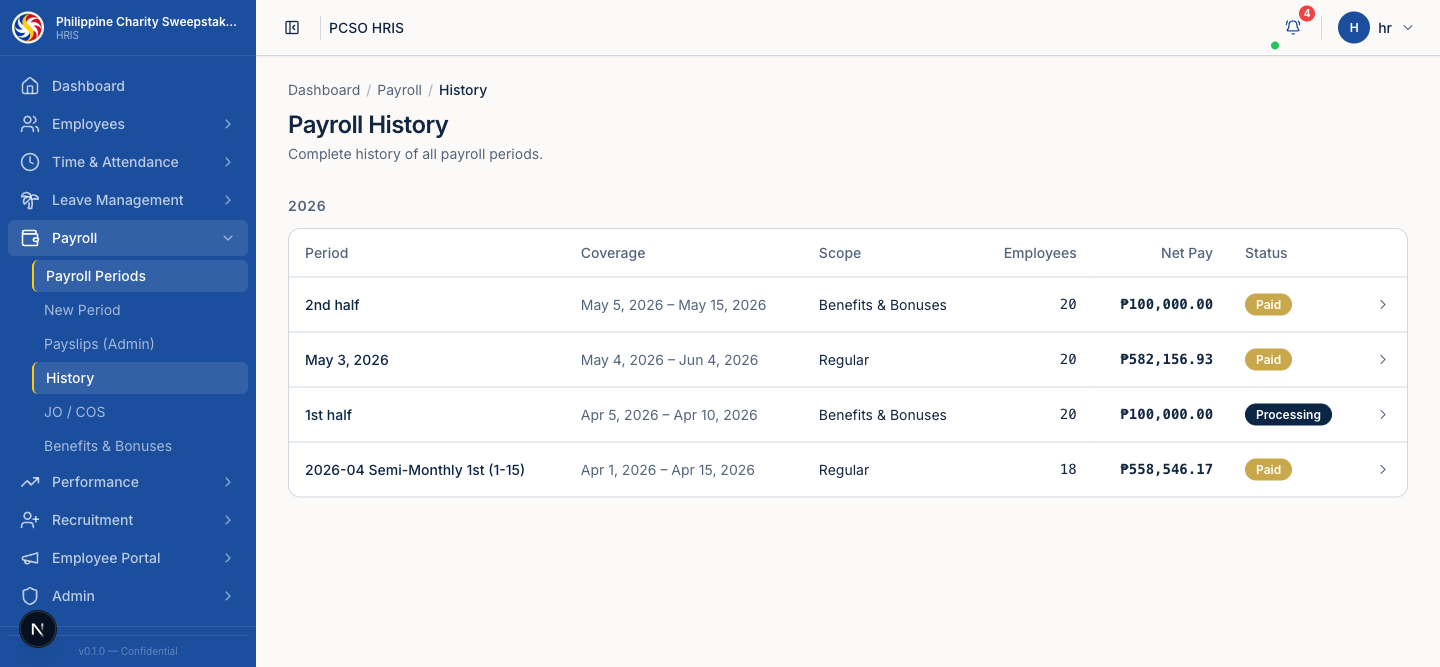 Philippine Charity Sweepstak...
HRIS
Dashboard
Employees
Time & Attendance
Leave Management
Payroll
Payroll Periods
New Period
Payslips (Admin)
History
JO / COS
Benefits & Bonuses
Performance
Recruitment
Employee Portal
Admin
N
v0.1.0 — Confidential
PCSO HRIS
4
H hr
Dashboard / Payroll / History
Payroll History
Complete history of all payroll periods.
2026
Period Coverage Scope Employees Net Pay Status
2nd half May 5, 2026 – May 15, 2026 Benefits & Bonuses 20 ₱100,000.00 Paid
May 3, 2026 May 4, 2026 – Jun 4, 2026 Regular 20 ₱582,156.93 Paid
1st half Apr 5, 2026 – Apr 10, 2026 Benefits & Bonuses 20 ₱100,000.00 Processing
2026-04 Semi-Monthly 1st (1-15) Apr 1, 2026 – Apr 15, 2026 Regular 18 ₱558,546.17 Paid